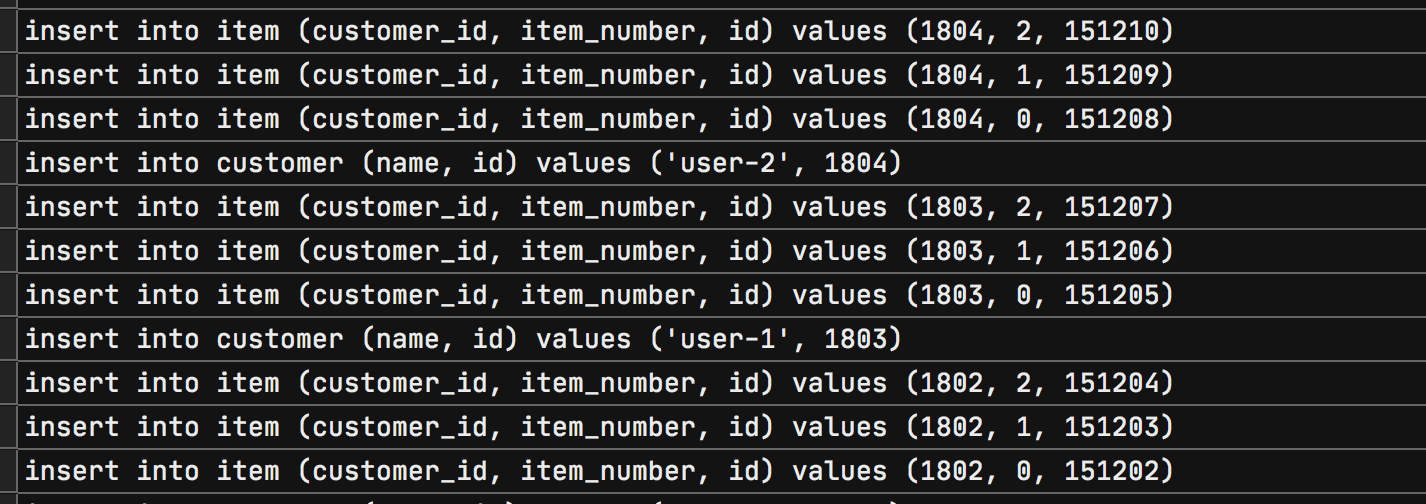 insert into item (customer_id, item_number, id) values (1804, 2, 151210)
insert into item (customer_id, item_number, id) values (1804, 1, 151209)
insert into item (customer_id, item_number, id) values (1804, 0, 151208)
insert into customer (name, id) values ('user-2', 1804)
insert into item (customer_id, item_number, id) values (1803, 2, 151207)
insert into item (customer_id, item_number, id) values (1803, 1, 151206)
insert into item (customer_id, item_number, id) values (1803, 0, 151205)
insert into customer (name, id) values ('user-1', 1803)
insert into item (customer_id, item_number, id) values (1802, 2, 151204)
insert into item (customer_id, item_number, id) values (1802, 1, 151203)
insert into item (customer_id, item_number, id) values (1802, 0, 151202)